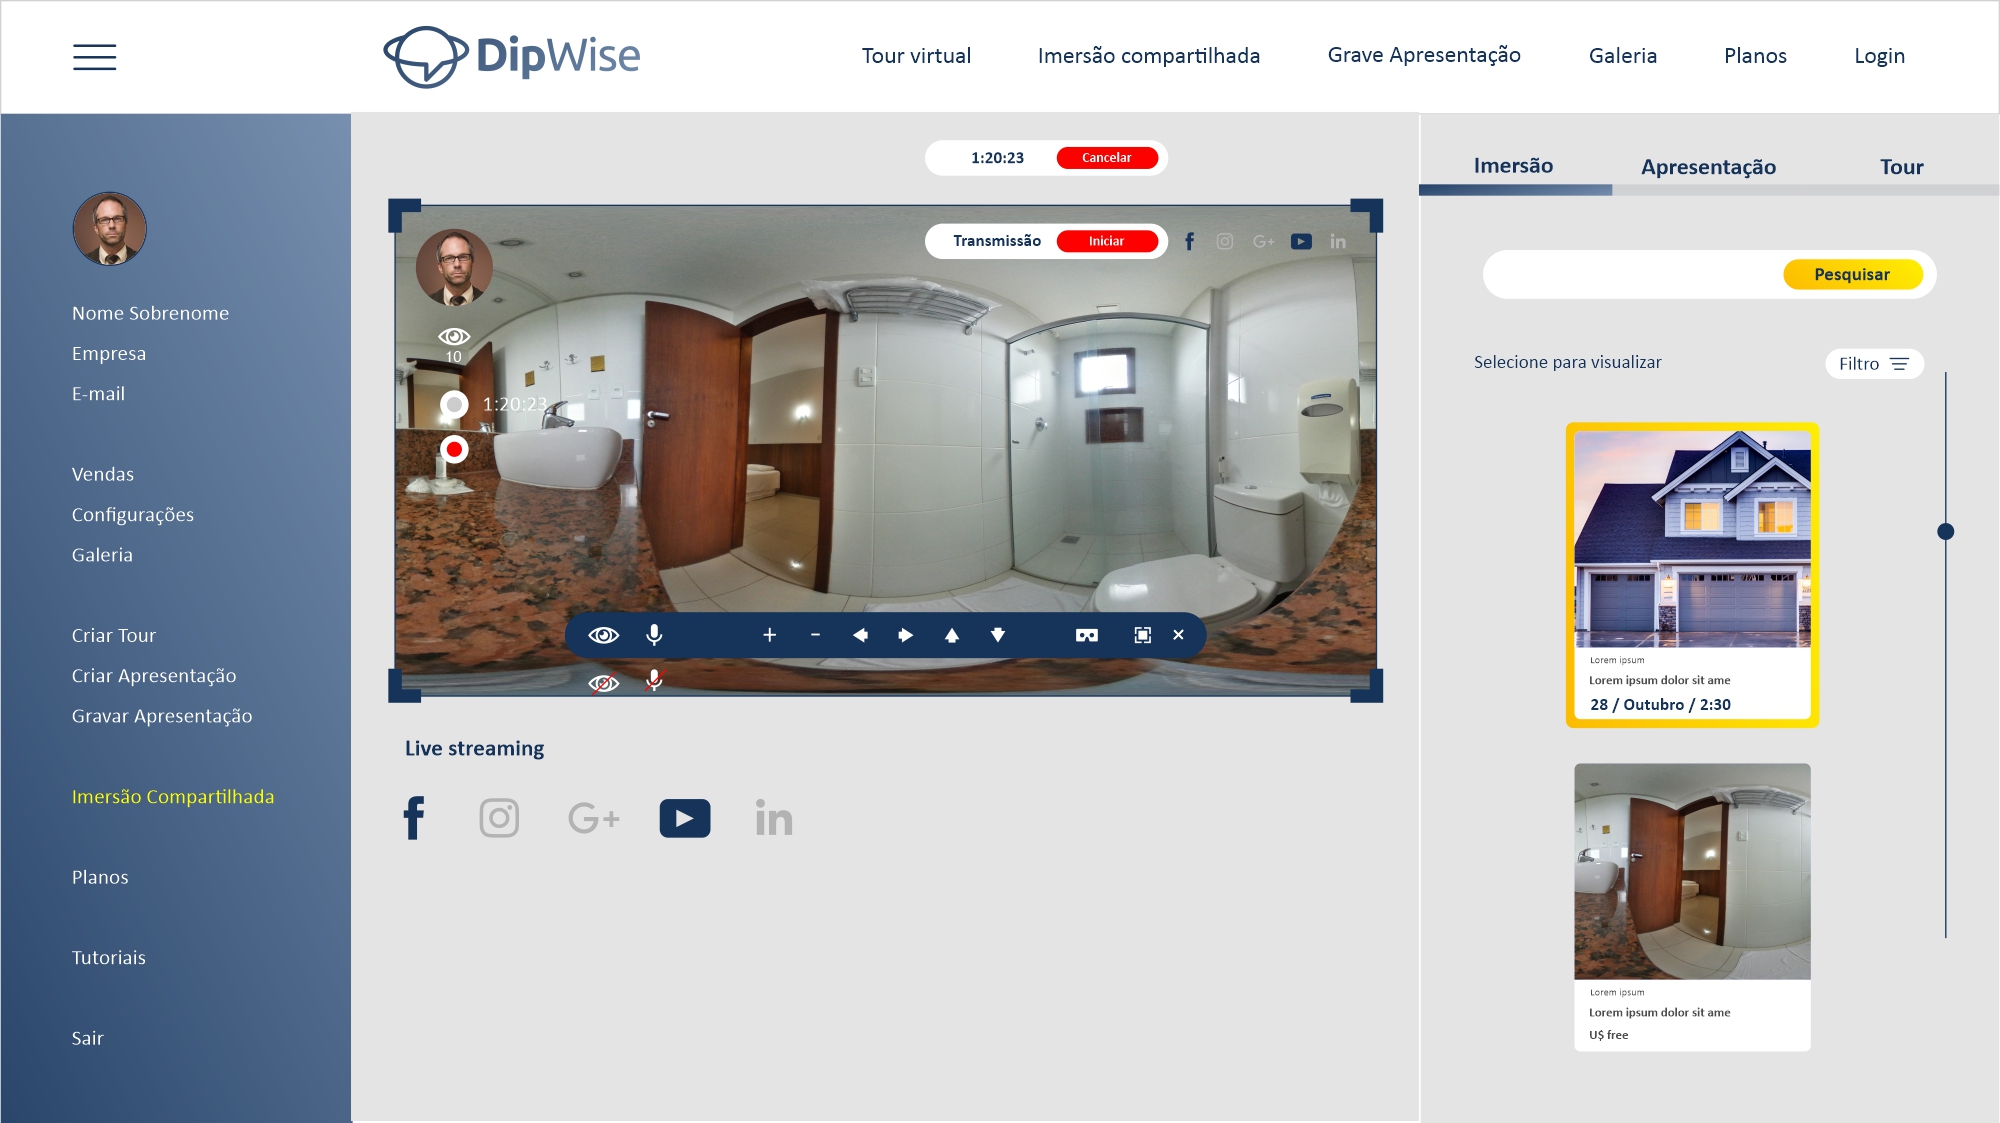 DipWise
Tour virtual
Imersão compartilhada
Grave Apresentação
Galeria
Planos
Login
Nome Sobrenome
Empresa
E-mail
Vendas
Configurações
Galeria
Criar Tour
Criar Apresentação
Gravar Apresentação
Imersão Compartilhada
Planos
Tutoriais
Sair
1:20:23 Cancelar
Transmissão Iniciar
f G+ in
10
1:20:23
Live streaming
f G+ in
Imersão
Apresentação
Tour
Pesquisar
Selecione para visualizar
Filtro
Lorem ipsum
Lorem ipsum dolor sit ame
28 / Outubro / 2:30
Lorem ipsum
Lorem ipsum dolor sit ame
U$ free